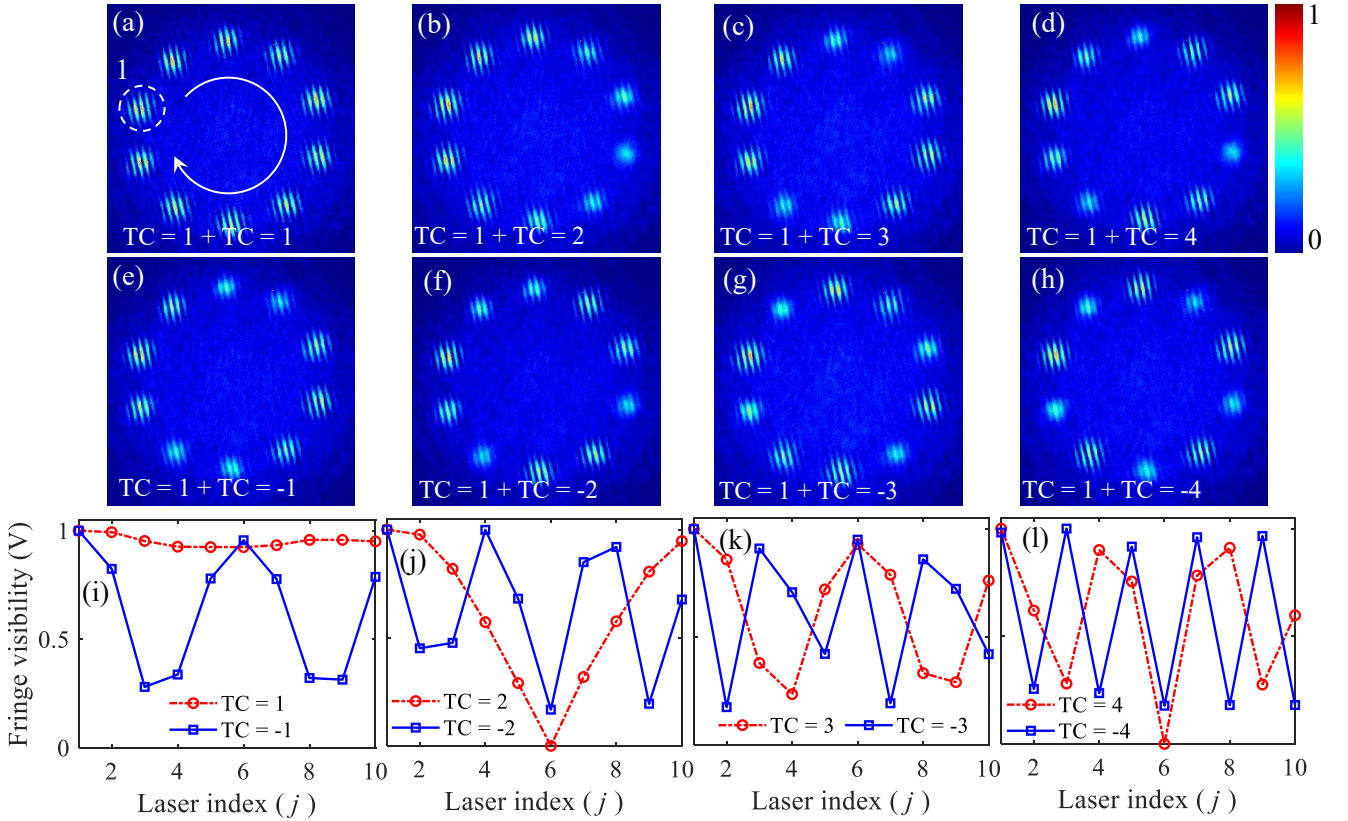 (a)
1
TC = 1 + TC = 1
(b)
TC = 1 + TC = 2
(c)
TC = 1 + TC = 3
(d)
TC = 1 + TC = 4
1
0
(e)
TC = 1 + TC = -1
(f)
TC = 1 + TC = -2
(g)
TC = 1 + TC = -3
(h)
TC = 1 + TC = -4
Fringe visibility (V)
1
0.5
0
(i)
TC = 1
TC = -1
2 4 6 8 10
Laser index ( j )
(j)
TC = 2
TC = -2
2 4 6 8 10
Laser index ( j )
(k)
TC = 3 TC = -3
2 4 6 8 10
Laser index ( j )
(l)
TC = 4
TC = -4
2 4 6 8 10
Laser index ( j )